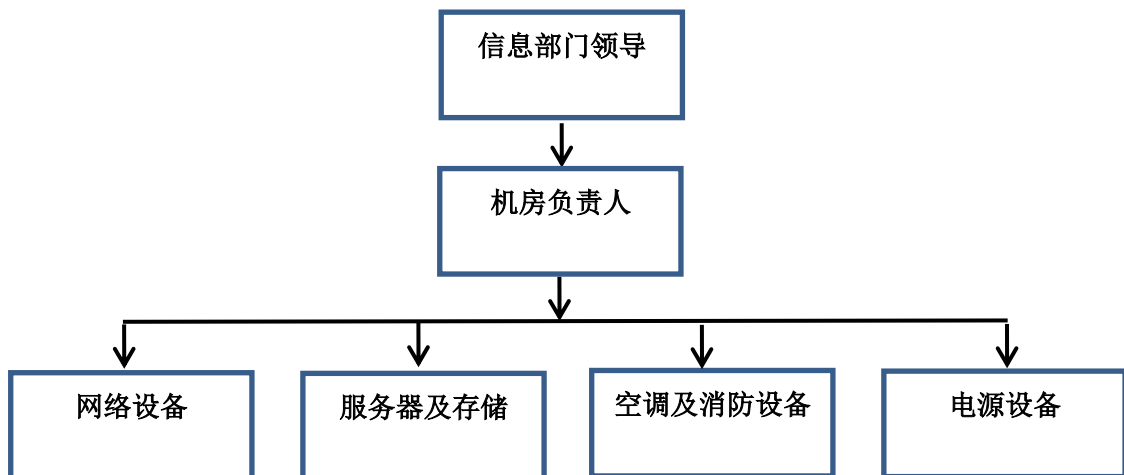 信息部门领导
机房负责人
网络设备
服务器及存储
空调及消防设备
电源设备